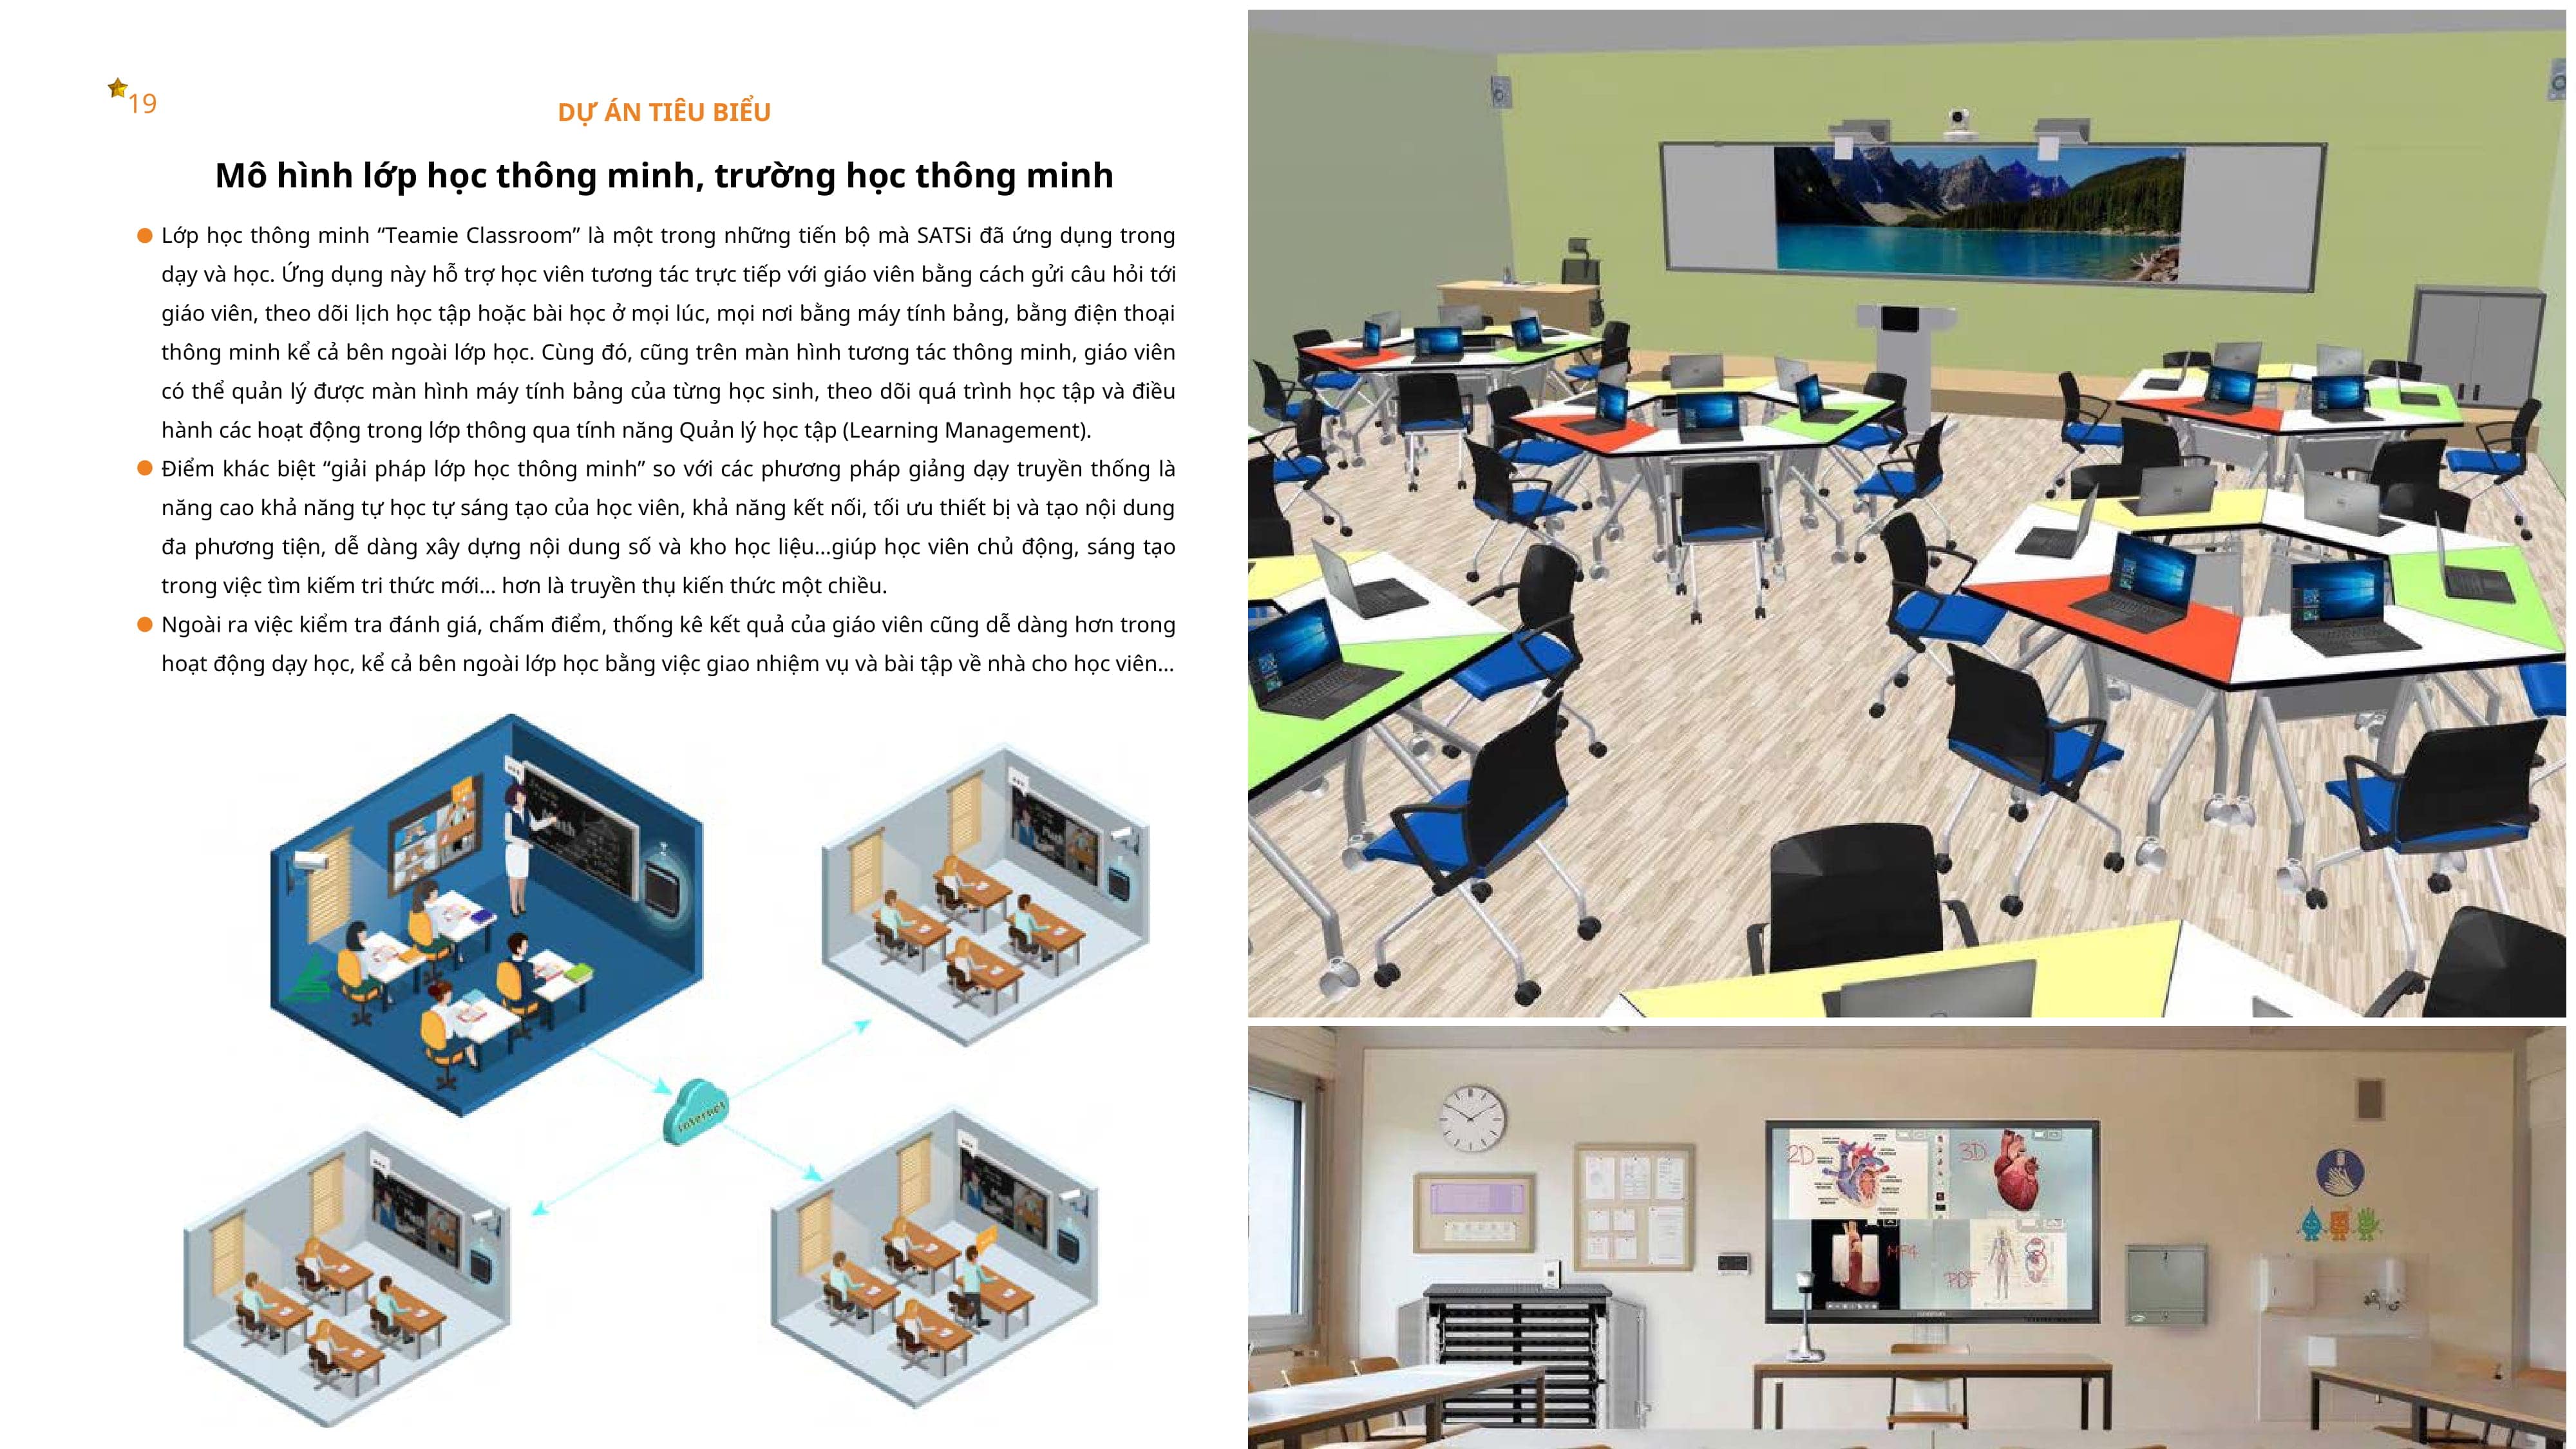 19
DỰ ÁN TIÊU BIỂU
Mô hình lớp học thông minh, trường học thông minh
Lớp học thông minh “Teamie Classroom” là một trong những tiến bộ mà SATSi đã ứng dụng trong
dạy và học. Ứng dụng này hỗ trợ học viên tương tác trực tiếp với giáo viên bằng cách gửi câu hỏi tới
giáo viên, theo dõi lịch học tập hoặc bài học ở mọi lúc, mọi nơi bằng máy tính bảng, bằng điện thoại
thông minh kể cả bên ngoài lớp học. Cùng đó, cũng trên màn hình tương tác thông minh, giáo viên
có thể quản lý được màn hình máy tính bảng của từng học sinh, theo dõi quá trình học tập và điều
hành các hoạt động trong lớp thông qua tính năng Quản lý học tập (Learning Management).
Điểm khác biệt “giải pháp lớp học thông minh” so với các phương pháp giảng dạy truyền thống là
năng cao khả năng tự học tự sáng tạo của học viên, khả năng kết nối, tối ưu thiết bị và tạo nội dung
đa phương tiện, dễ dàng xây dựng nội dung số và kho học liệu...giúp học viên chủ động, sáng tạo
trong việc tìm kiếm tri thức mới... hơn là truyền thụ kiến thức một chiều.
Ngoài ra việc kiểm tra đánh giá, chấm điểm, thống kê kết quả của giáo viên cũng dễ dàng hơn trong
hoạt động dạy học, kể cả bên ngoài lớp học bằng việc giao nhiệm vụ và bài tập về nhà cho học viên...
Internet
2D
3D
MP4
PDF